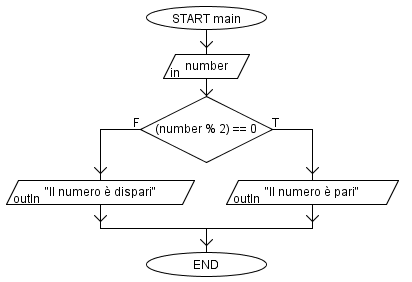 START main
in number
(number % 2) == 0
F
T
outln "Il numero è dispari"
outln "Il numero è pari"
END